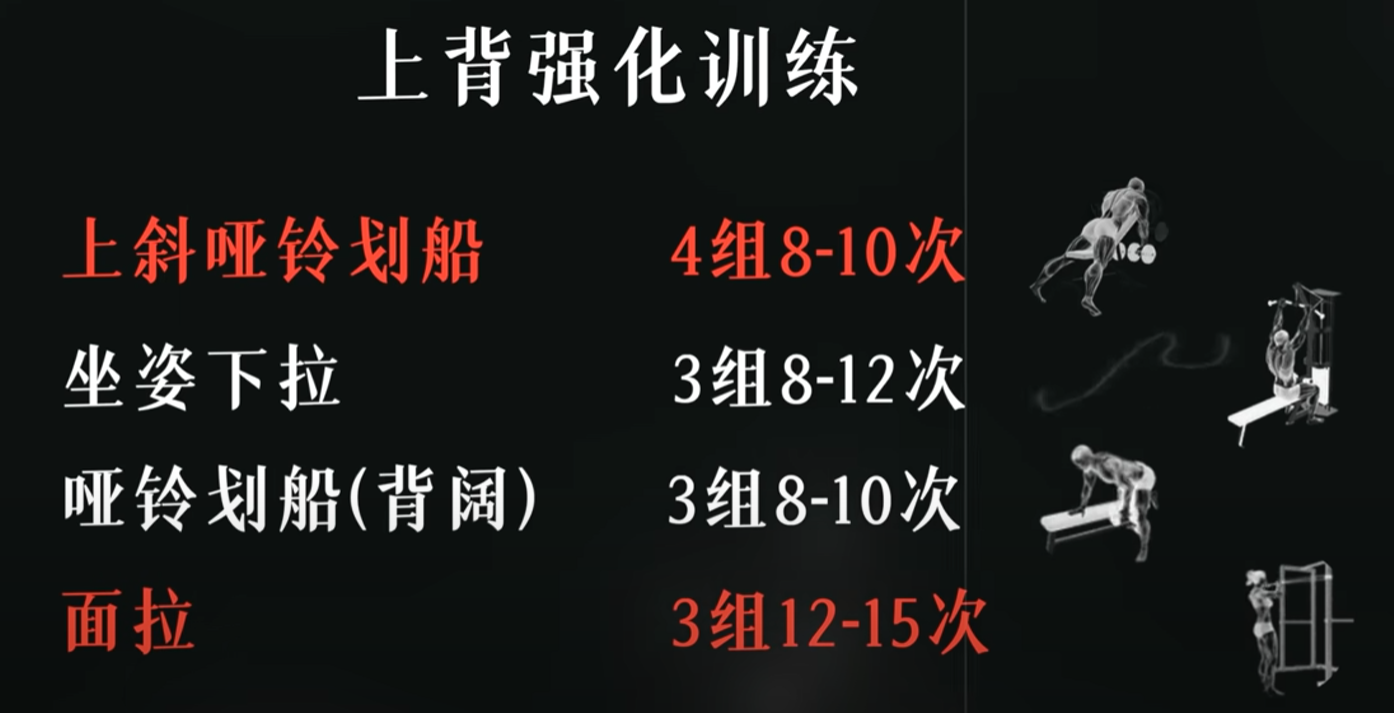 上背强化训练
上斜哑铃划船 4组8-10次
坐姿下拉 3组8-12次
哑铃划船(背阔) 3组8-10次
面拉 3组12-15次